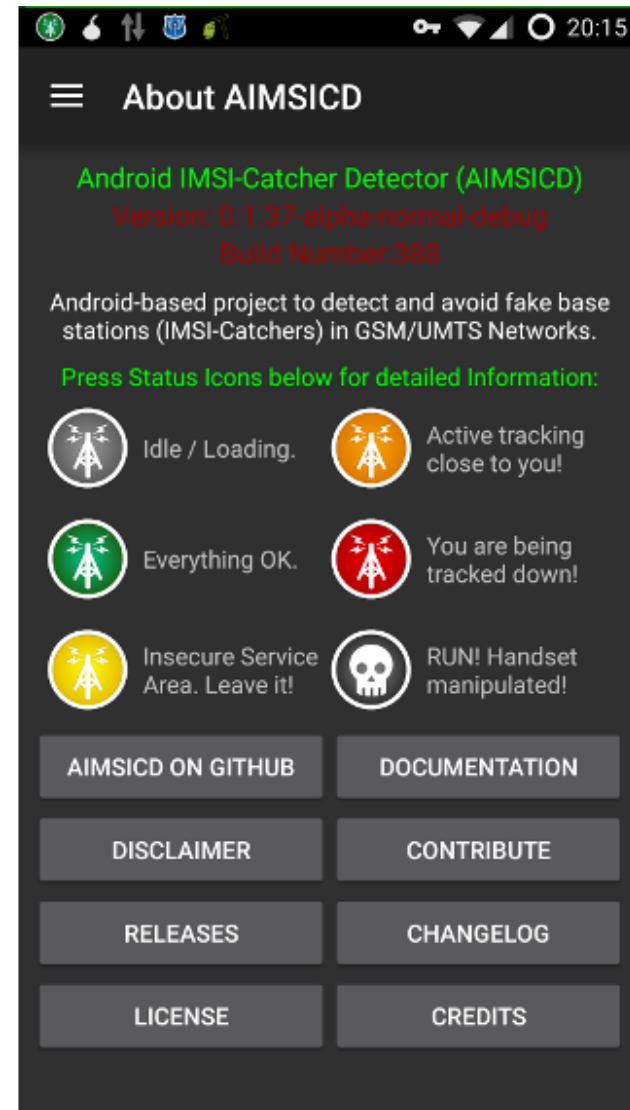 20:15
About AIMSICD
Android IMSI-Catcher Detector (AIMSICD)
Version: 0.1.37-alpha-normal-debug
Build Number:388
Android-based project to detect and avoid fake base
stations (IMSI-Catchers) in GSM/UMTS Networks.
Press Status Icons below for detailed Information:
Idle / Loading.
Active tracking
close to you!
Everything OK.
You are being
tracked down!
Insecure Service
Area. Leave it!
RUN! Handset
manipulated!
AIMSICD ON GITHUB
DOCUMENTATION
DISCLAIMER
CONTRIBUTE
RELEASES
CHANGELOG
LICENSE
CREDITS